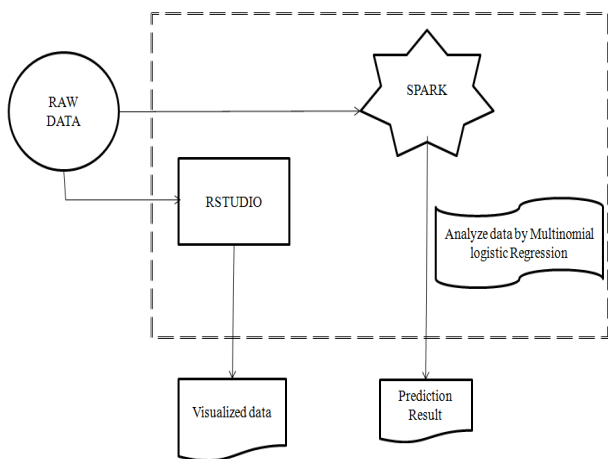 RAW
DATA
SPARK
RSTUDIO
Analyze data by Multinomial
logistic Regression
Visualized data
Prediction
Result